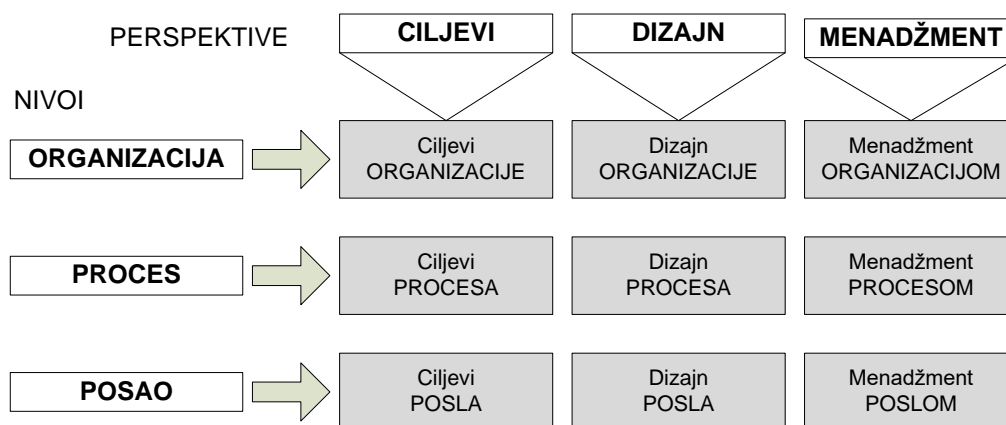 PERSPEKTIVE
CILJEVI
DIZAJN
MENADŽMENT
NIVOI
ORGANIZACIJA
Ciljevi
ORGANIZACIJE
Dizajn
ORGANIZACIJE
Menadžment
ORGANIZACIJOM
PROCES
Ciljevi
PROCESA
Dizajn
PROCESA
Menadžment
PROCESOM
POSAO
Ciljevi
POSLA
Dizajn
POSLA
Menadžment
POSLOM